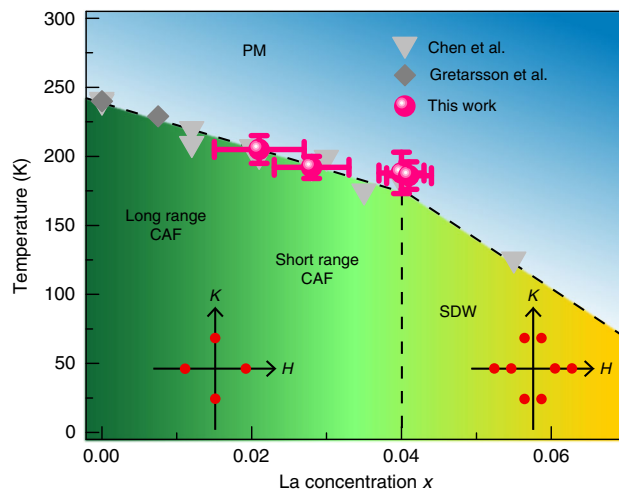 300
250
200
150
100
50
0
Temperature (K)
PM
Chen et al.
Gretarsson et al.
This work
Long range
CAF
Short range
CAF
SDW
K
H
K
H
0.00
0.02
0.04
0.06
La concentration x